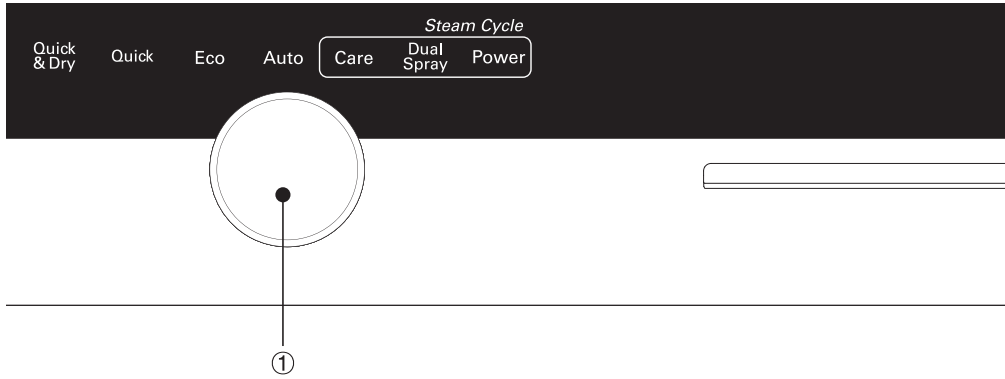 Steam Cycle
Quick
& Dry
Quick
Eco
Auto
Care
Dual
Spray
Power
①